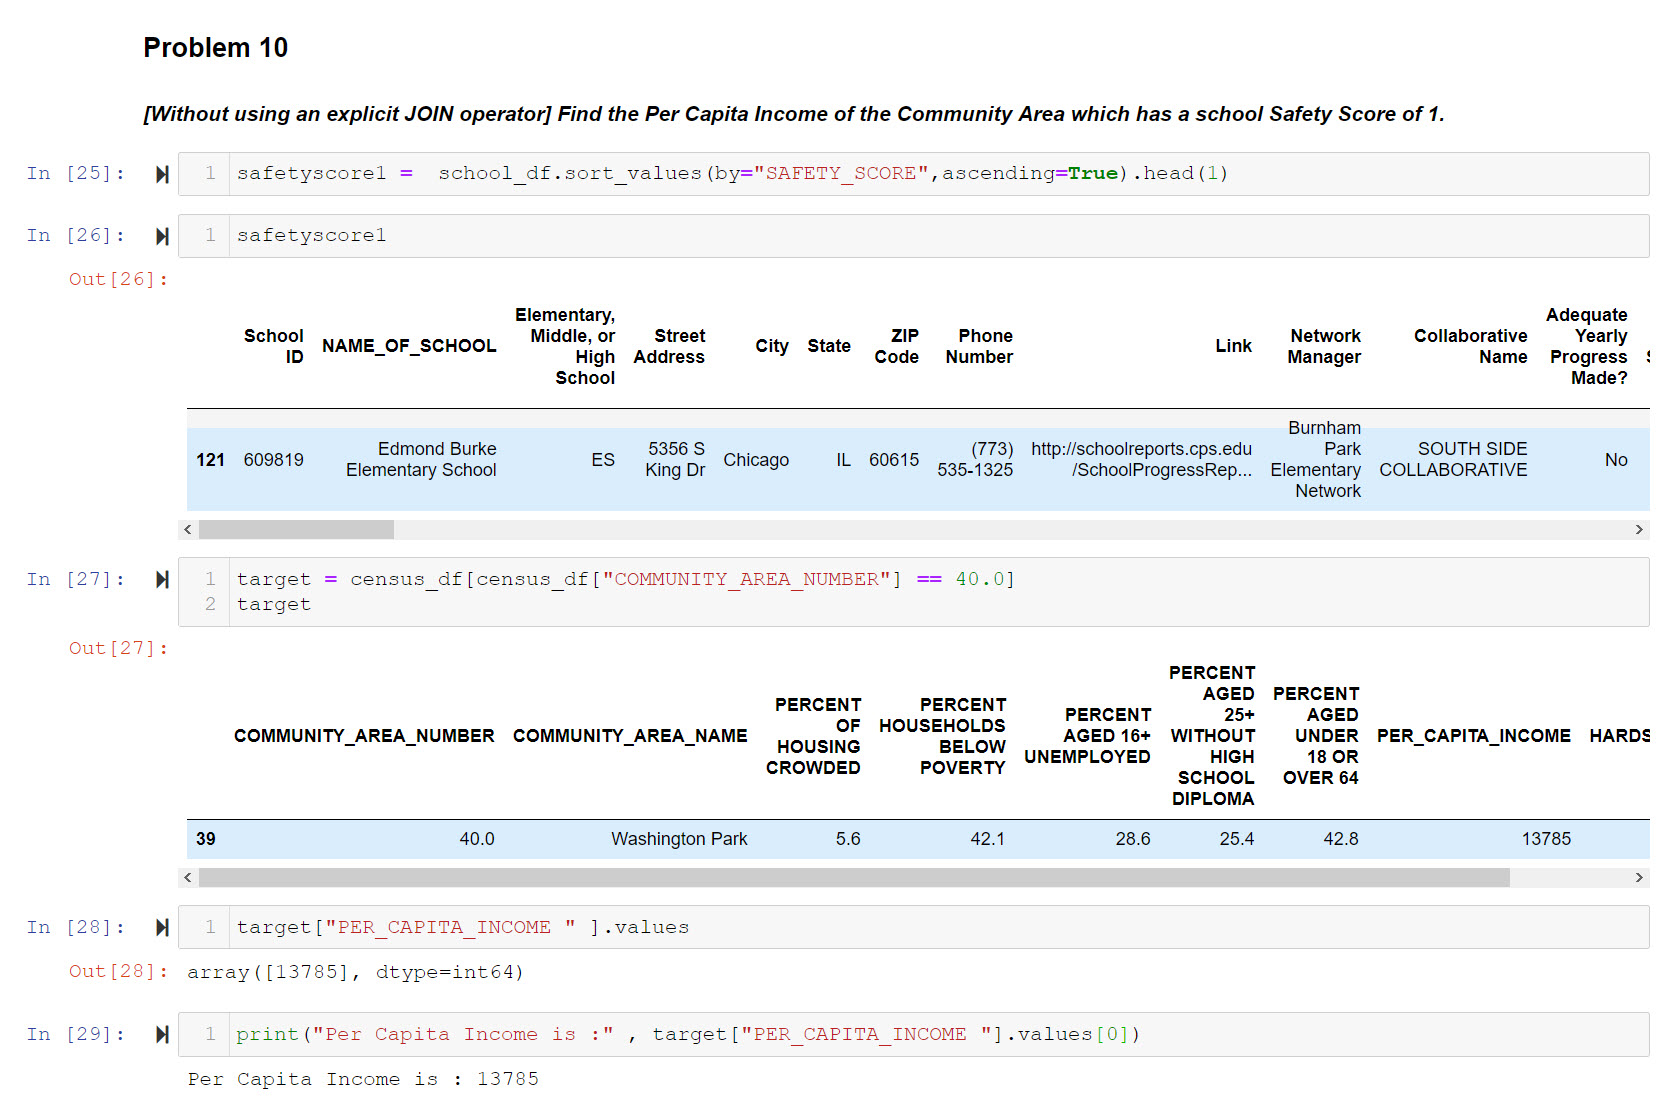 Problem 10
[Without using an explicit JOIN operator] Find the Per Capita Income of the Community Area which has a school Safety Score of 1.
In [25]: 1 safetyscore1 =  school_df.sort_values(by="SAFETY_SCORE",ascending=True).head(1)
In [26]: 1 safetyscore1
Out[26]:
School ID NAME_OF_SCHOOL Elementary, Middle, or High School Street Address City State ZIP Code Phone Number Link Network Manager Collaborative Name Adequate Yearly Progress Made?
121 609819 Edmond Burke Elementary School ES 5356 S King Dr Chicago IL 60615 (773) 535-1325 http://schoolreports.cps.edu/SchoolProgressRep... Burnham Park Elementary Network SOUTH SIDE COLLABORATIVE No
In [27]: 1 target = census_df[census_df["COMMUNITY_AREA_NUMBER"] == 40.0]
2 target
Out[27]:
COMMUNITY_AREA_NUMBER COMMUNITY_AREA_NAME PERCENT OF HOUSING CROWDED PERCENT HOUSEHOLDS BELOW POVERTY PERCENT AGED 16+ UNEMPLOYED PERCENT AGED 25+ WITHOUT HIGH SCHOOL DIPLOMA PERCENT AGED UNDER 18 OR OVER 64 PER_CAPITA_INCOME HARDS
39 40.0 Washington Park 5.6 42.1 28.6 25.4 42.8 13785
In [28]: 1 target["PER_CAPITA_INCOME " ].values
Out[28]: array([13785], dtype=int64)
In [29]: 1 print("Per Capita Income is :" , target["PER_CAPITA_INCOME "].values[0])
Per Capita Income is : 13785